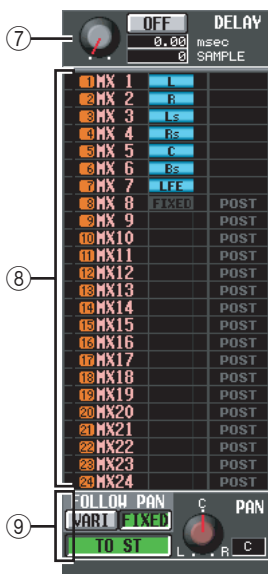 ⑦ OFF DELAY
0.00 msec
0 SAMPLE
⑧
1 MX 1 L
2 MX 2 R
3 MX 3 Ls
4 MX 4 Rs
5 MX 5 C
6 MX 6 Bs
7 MX 7 LFE
8 MX 8 FIXED POST
9 MX 9 POST
10 MX10 POST
11 MX11 POST
12 MX12 POST
13 MX13 POST
14 MX14 POST
15 MX15 POST
16 MX16 POST
17 MX17 POST
18 MX18 POST
19 MX19 POST
20 MX20 POST
21 MX21 POST
22 MX22 POST
23 MX23 POST
24 MX24 POST
⑨ FOLLOW PAN C PAN
VARI FIXED
TO ST L R C